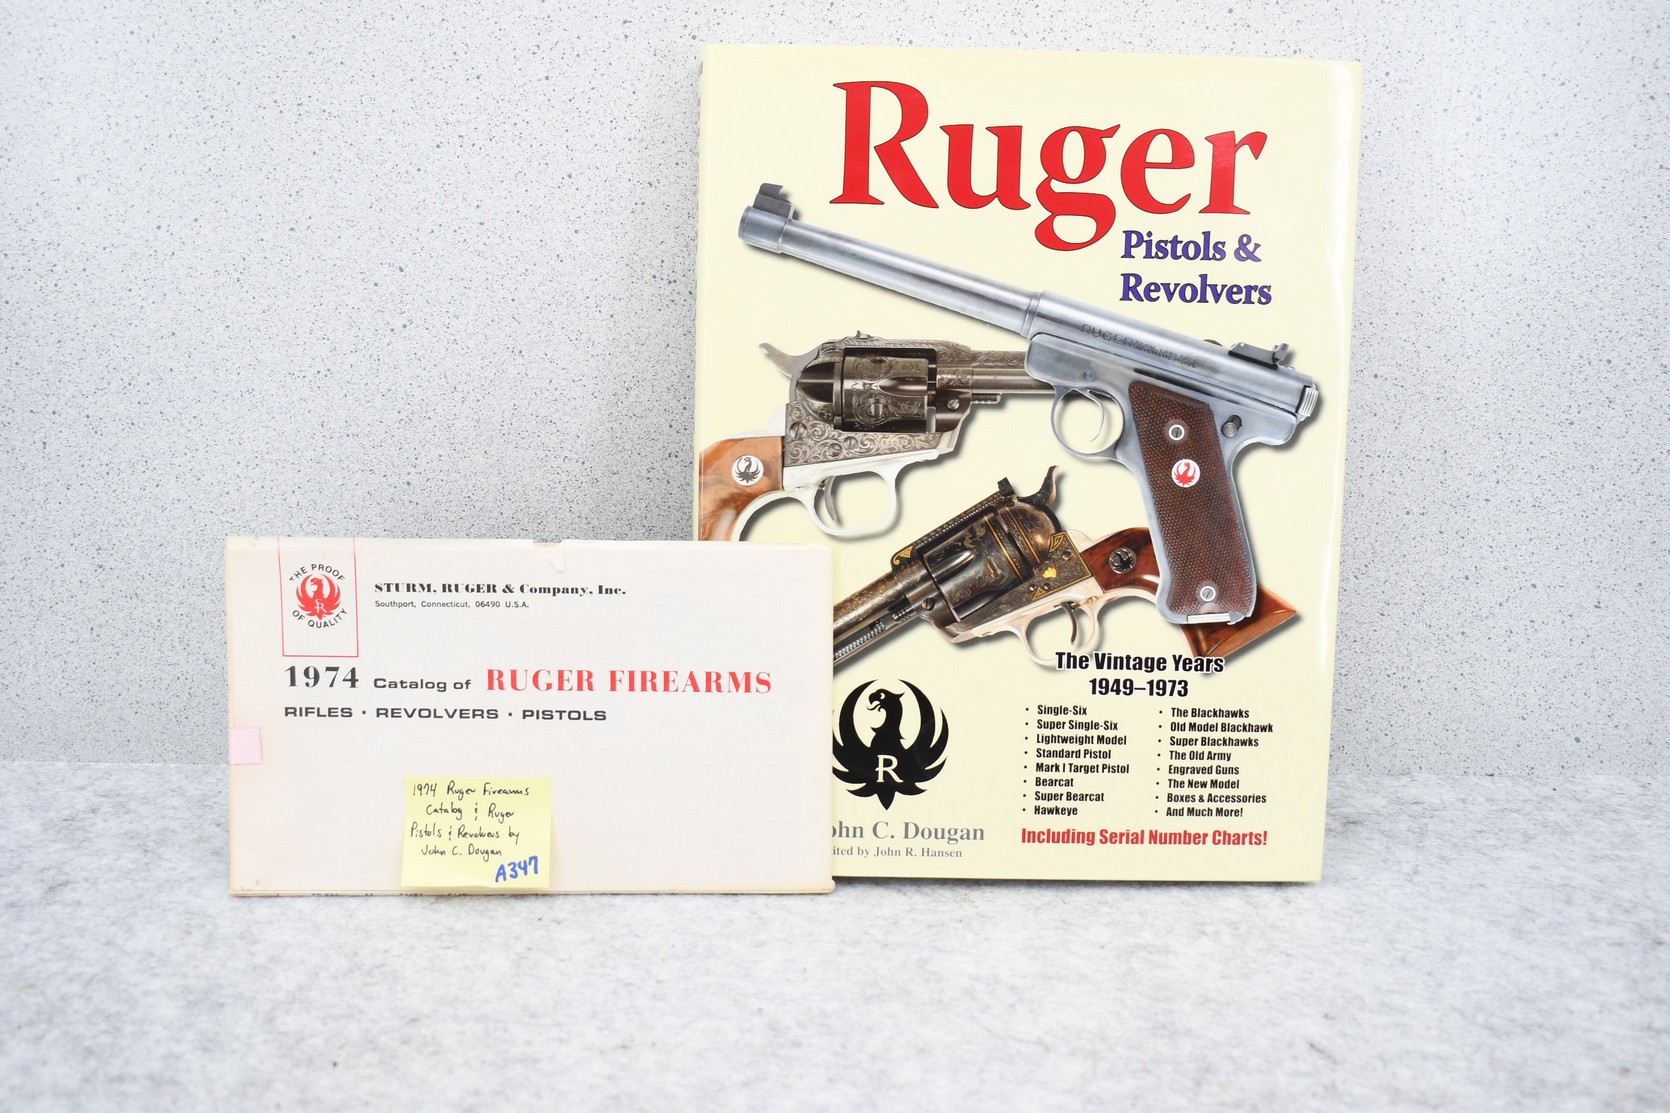 THE PROOF
OF QUALITY
R
STURM, RUGER & Company, Inc.
Southport, Connecticut, 06490 U.S.A.
1974 Catalog of RUGER FIREARMS
RIFLES · REVOLVERS · PISTOLS
1974 Ruger Firearms
Catalog & Ruger
Pistols & Revolvers by
John C. Dougan
A347
Ruger
Pistols &
Revolvers
RUGER
The Vintage Years
1949–1973
• Single-Six
• Super Single-Six
• Lightweight Model
• Standard Pistol
• Mark I Target Pistol
• Bearcat
• Super Bearcat
• Hawkeye
• The Blackhawks
• Old Model Blackhawk
• Super Blackhawks
• The Old Army
• Engraved Guns
• The New Model
• Boxes & Accessories
• And Much More!
Including Serial Number Charts!
R
ohn C. Dougan
ited by John R. Hansen